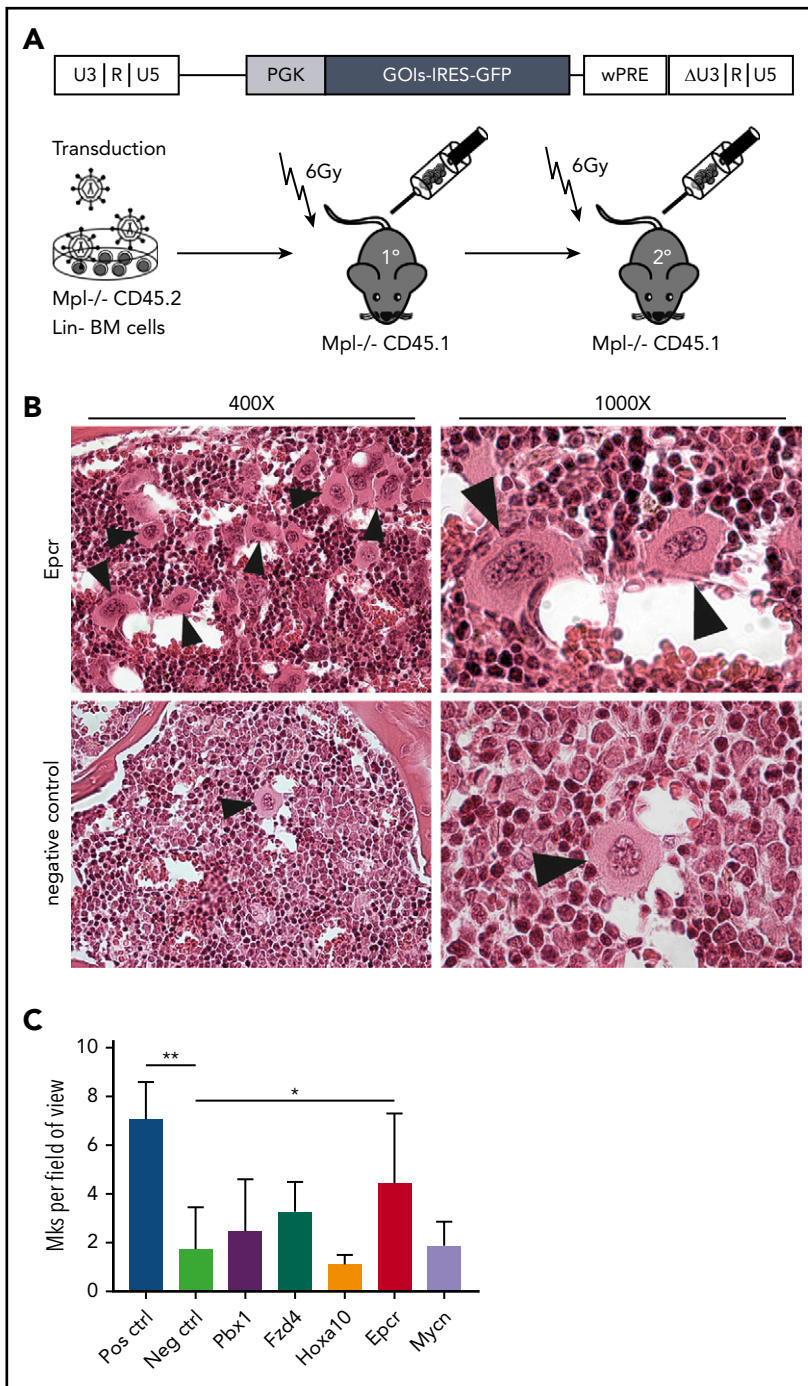 A
U3 | R | U5 PGK GOIs-IRES-GFP wPRE ΔU3 | R | U5
Transduction
6Gy
6Gy
1°
2°
Mpl-/- CD45.2
Lin- BM cells
Mpl-/- CD45.1
Mpl-/- CD45.1
B
400X
1000X
Epcr
negative control
C
Mks per field of view
10
8
6
4
2
0
**
*
Pos ctrl
Neg ctrl
Pbx1
Fzd4
Hoxa10
Epcr
Mycn